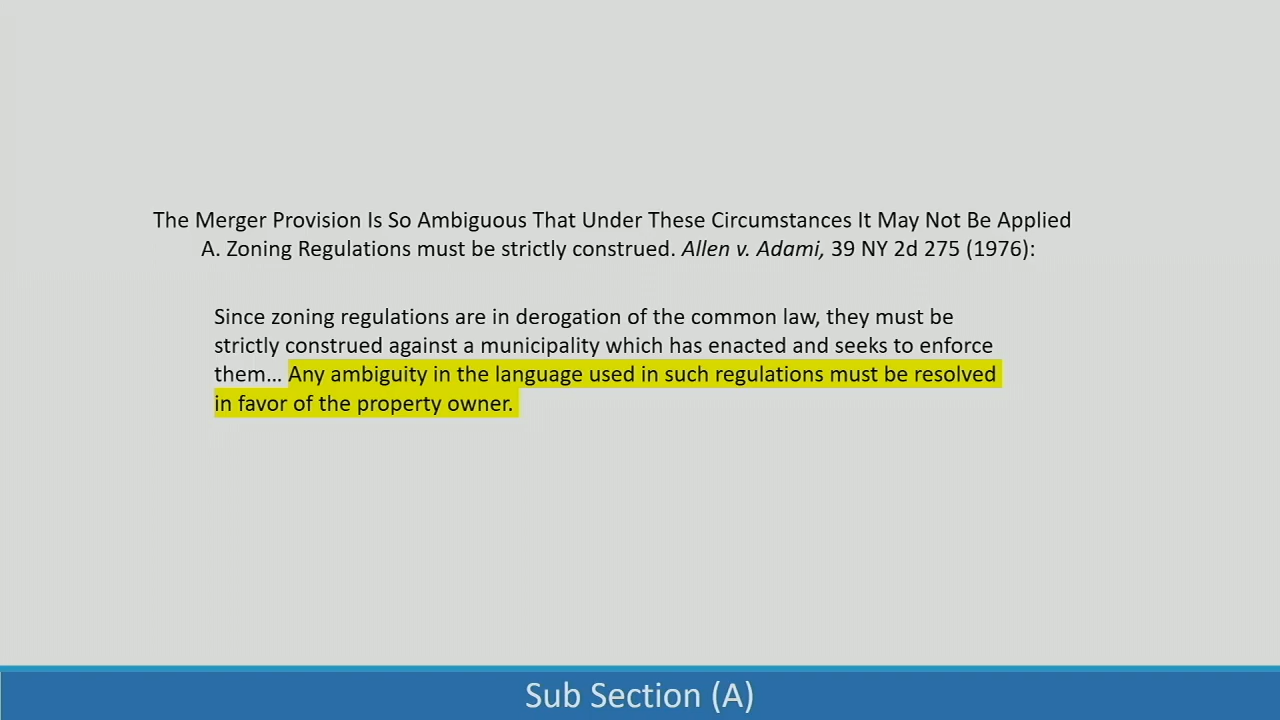 The Merger Provision Is So Ambiguous That Under These Circumstances It May Not Be Applied
A. Zoning Regulations must be strictly construed. Allen v. Adami, 39 NY 2d 275 (1976):
Since zoning regulations are in derogation of the common law, they must be
strictly construed against a municipality which has enacted and seeks to enforce
them… Any ambiguity in the language used in such regulations must be resolved
in favor of the property owner.
Sub Section (A)